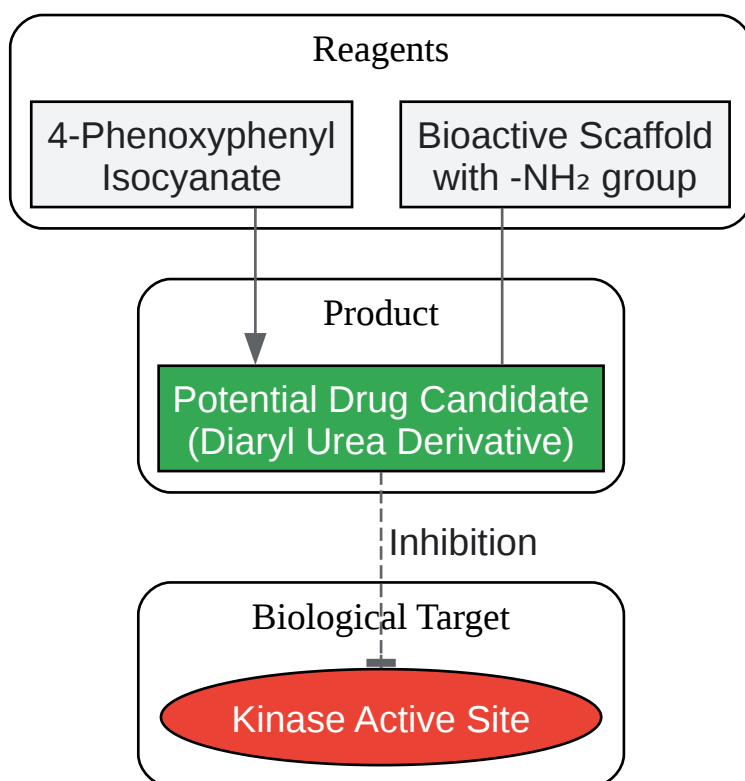 Reagents
4-Phenoxyphenyl
Isocyanate
Bioactive Scaffold
with -NH₂ group
Product
Potential Drug Candidate
(Diaryl Urea Derivative)
Inhibition
Biological Target
Kinase Active Site